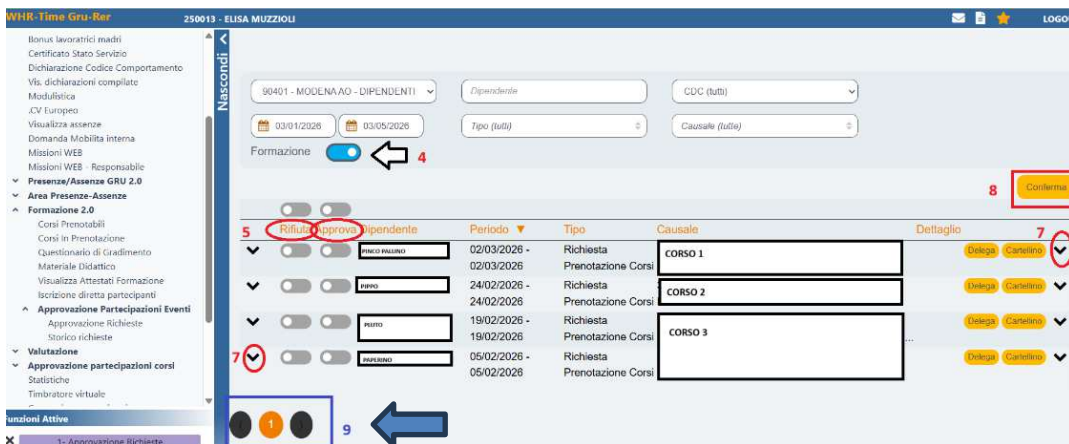 WHR-Time Gru-Rer
250013 - ELISA MUZZIOLI
LOGO
Bonus lavoratrici madri
Certificato Stato Servizio
Dichiarazione Codice Comportamento
Vis. dichiarazioni compilate
Modulistica
.CV Europeo
Visualizza assenze
Domanda Mobilita interna
Missioni WEB
Missioni WEB - Responsabile
Presenze/Assenze GRU 2.0
Area Presenze-Assenze
Formazione 2.0
Corsi Prenotabili
Corsi In Prenotazione
Questionario di Gradimento
Materiale Didattico
Visualizza Attestati Formazione
Iscrizione diretta partecipanti
Approvazione Partecipazioni Eventi
Approvazione Richieste
Storico richieste
Valutazione
Approvazione partecipazioni corsi
Statistiche
Timbratore virtuale
Funzioni Attive
X 1- Approvazione Richieste
Nascondi
90401 - MODENA AO - DIPENDENTI
Dipendente
CDC (tutti)
03/01/2026
03/05/2026
Tipo (tutti)
Causale (tutte)
Formazione
4
8
Conferma
5 Rifiuta Approva Dipendente Periodo Tipo Causale Dettaglio 7
PINCO PALLINO 02/03/2026 - Richiesta CORSO 1 Delega Cartellino
02/03/2026 Prenotazione Corsi
PIPPO 24/02/2026 - Richiesta CORSO 2 Delega Cartellino
24/02/2026 Prenotazione Corsi
19/02/2026 - Richiesta CORSO 3 Delega Cartellino
19/02/2026 Prenotazione Corsi ...
7 PAPERINO 05/02/2026 - Richiesta Delega Cartellino
05/02/2026 Prenotazione Corsi
1 9